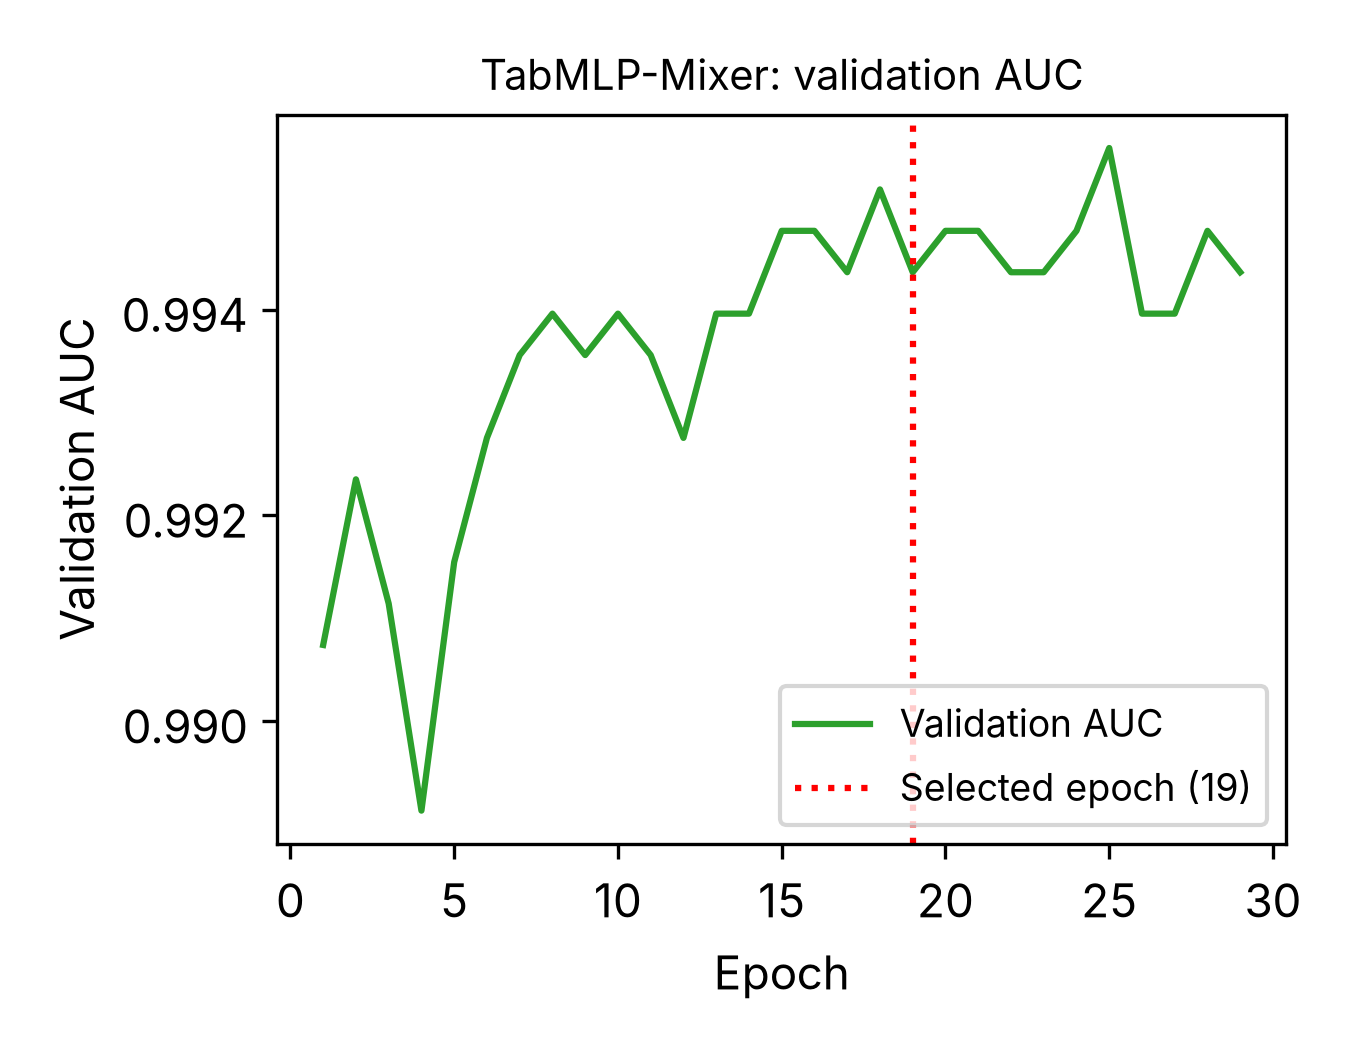 TabMLP-Mixer: validation AUC
Validation AUC
0.994
0.992
0.990
Validation AUC
Selected epoch (19)
0 5 10 15 20 25 30
Epoch